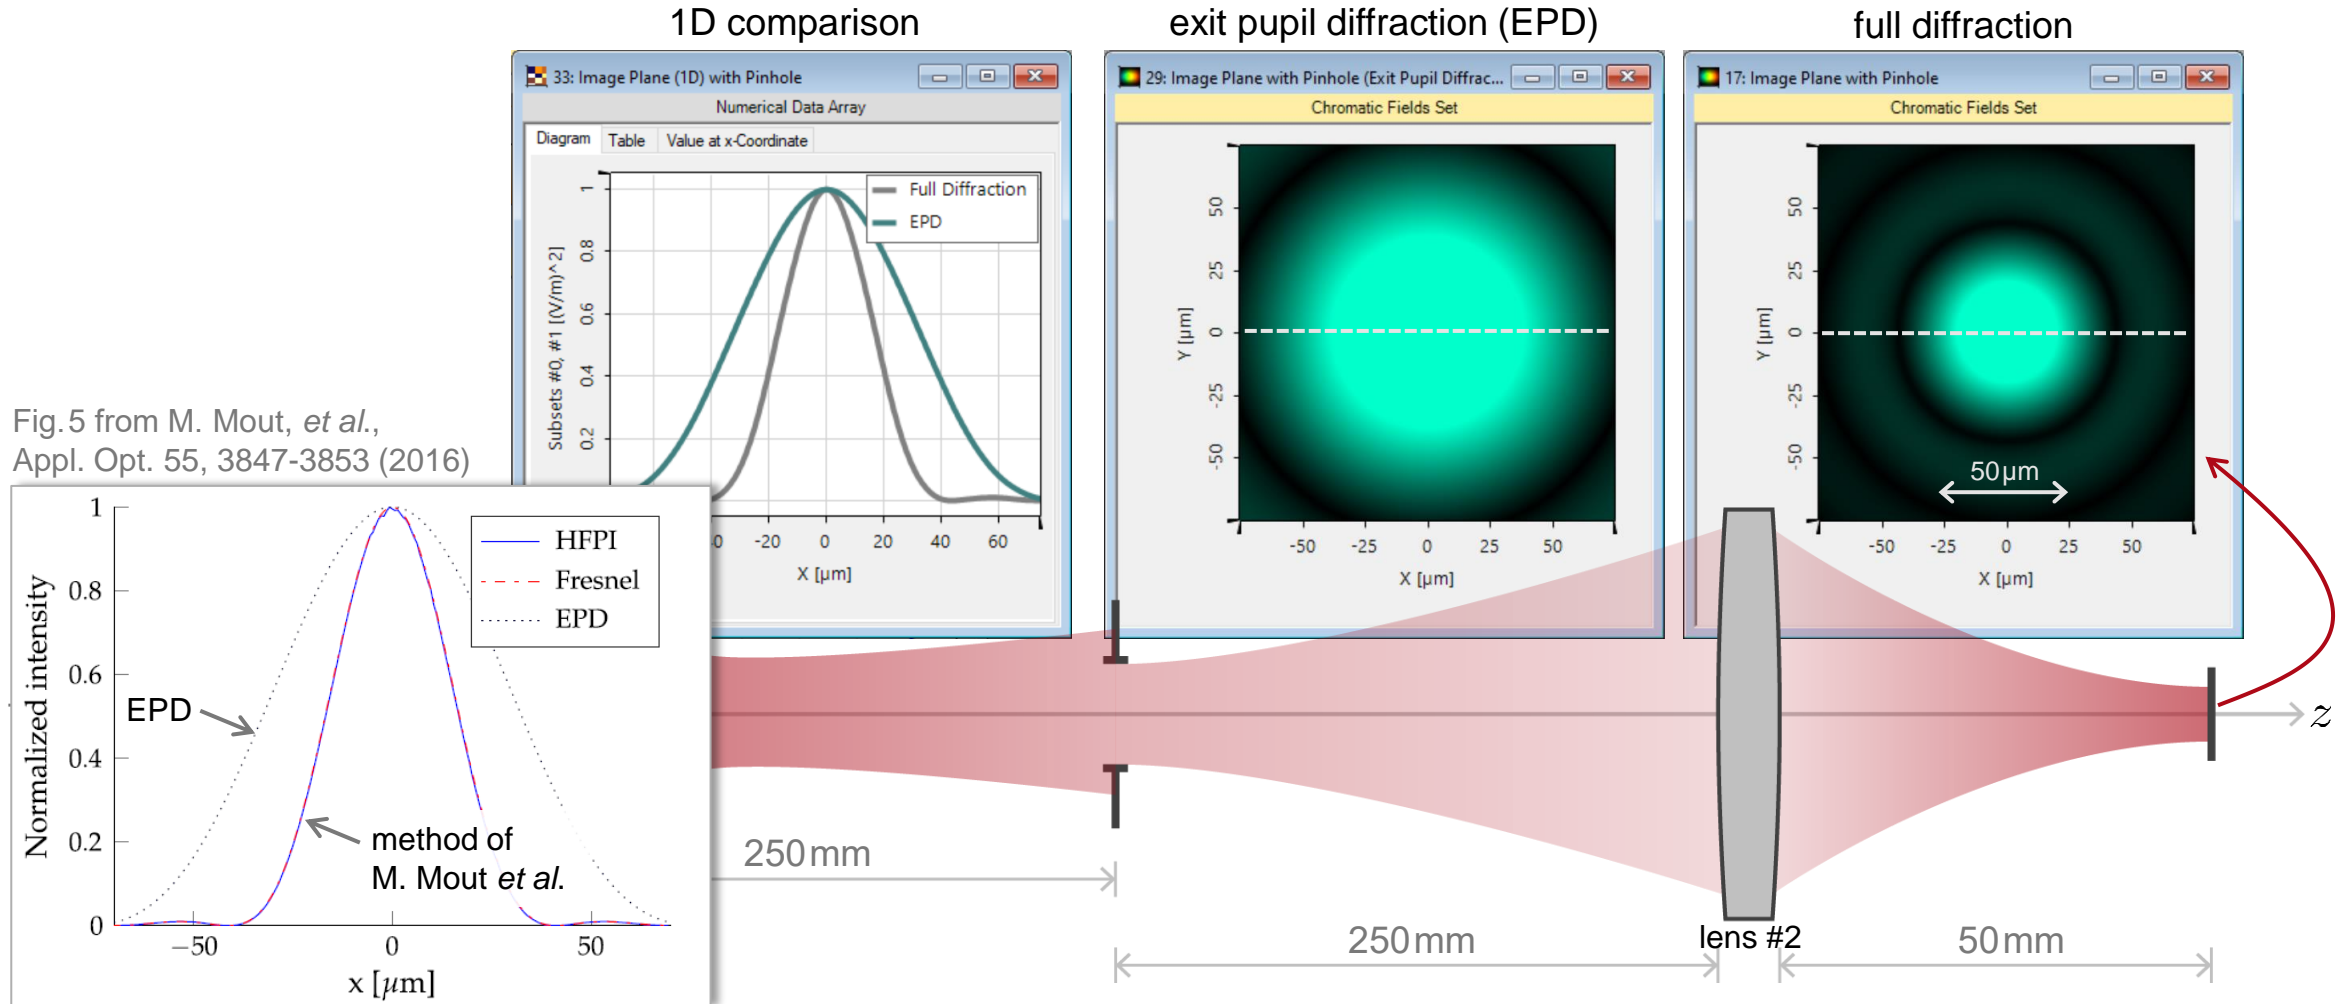 1D comparison
exit pupil diffraction (EPD)
full diffraction
33: Image Plane (1D) with Pinhole
Numerical Data Array
Diagram
Table
Value at x-Coordinate
Full Diffraction
EPD
Subsets #0, #1 [(V/m)^2]
1
0.8
0.6
0.4
0.2
-20
0
20
40
60
X [µm]
29: Image Plane with Pinhole (Exit Pupil Diffrac...
Chromatic Fields Set
Y [µm]
50
25
0
-25
-50
-50
-25
0
25
50
X [µm]
17: Image Plane with Pinhole
Chromatic Fields Set
Y [µm]
50
25
0
-25
-50
50 µm
-50
-25
0
25
50
X [µm]
Fig. 5 from M. Mout, et al.,
Appl. Opt. 55, 3847-3853 (2016)
Normalized intensity
1
0.8
0.6
0.4
0.2
0
HFPI
Fresnel
EPD
EPD
method of
M. Mout et al.
−50
0
50
x [µm]
z
250 mm
250 mm
lens #2
50 mm